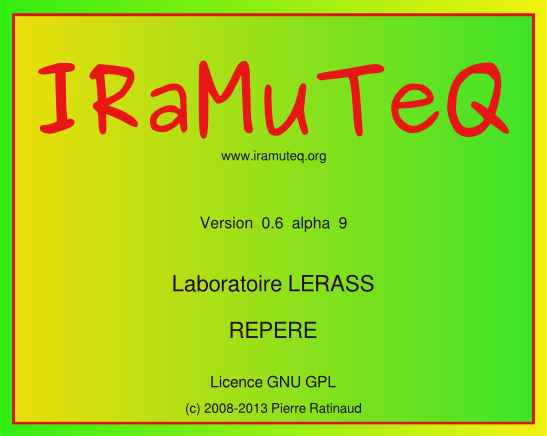 IRaMuTeQ
www.iramuteq.org
Version 0.6 alpha 9
Laboratoire LERASS
REPERE
Licence GNU GPL
(c) 2008-2013 Pierre Ratinaud